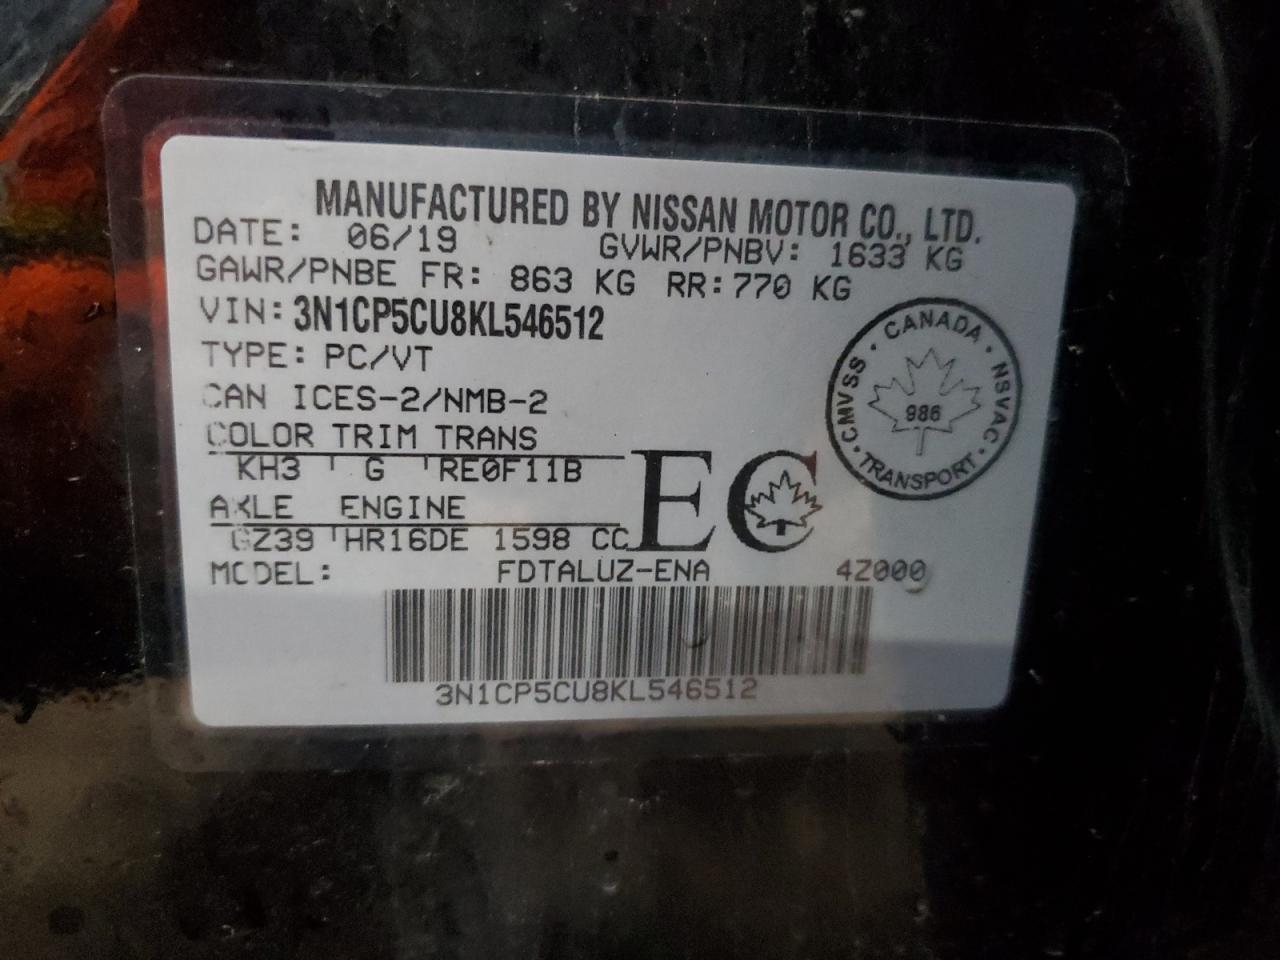 MANUFACTURED BY NISSAN MOTOR CO., LTD.
DATE: 06/19 GVWR/PNBV: 1633 KG
GAWR/PNBE FR: 863 KG RR: 770 KG
VIN: 3N1CP5CU8KL546512
TYPE: PC/VT
CAN ICES-2/NMB-2
COLOR TRIM TRANS
KH3 G RE0F11B
AXLE ENGINE
GZ39 HR16DE 1598 CC
EC
MODEL: FDTALUZ-ENA 4Z000
3N1CP5CU8KL546512
CANADA · NSVAC · TRANSPORT · CMVSS ·
986